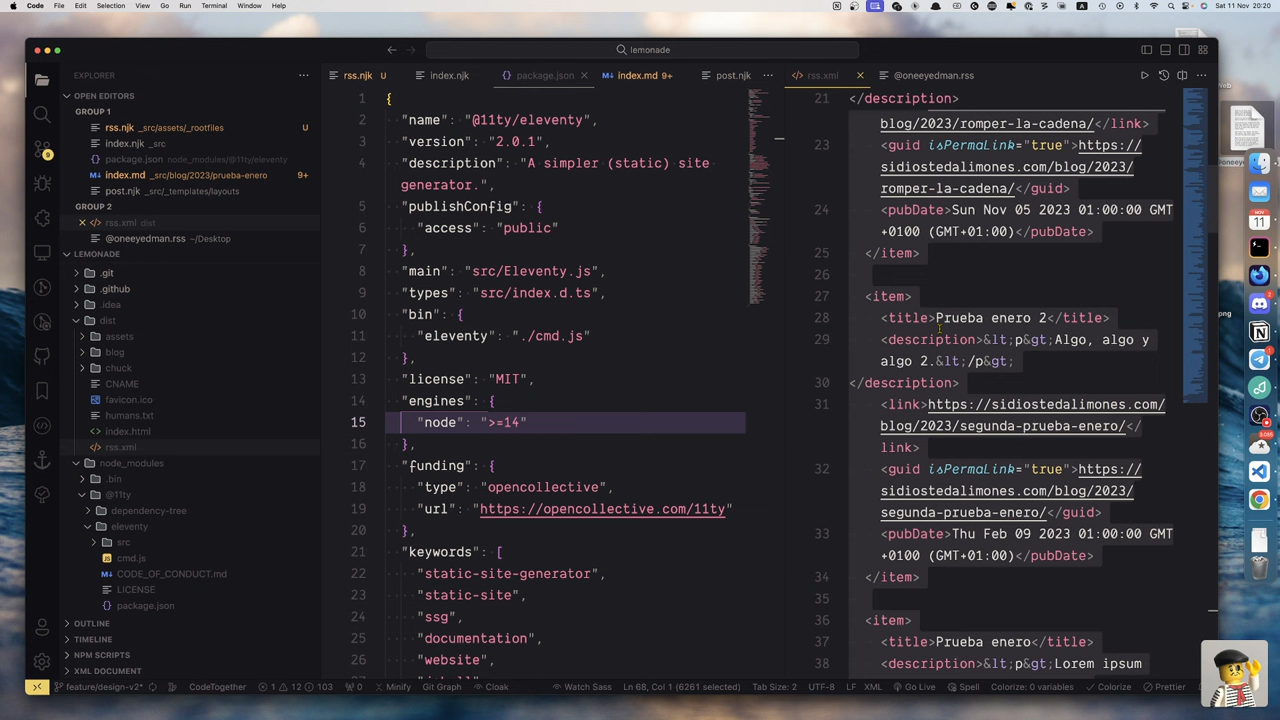 Code File Edit Selection View Go Run Terminal Window Help
Sat 11 Nov 20:20
lemonade
EXPLORER
OPEN EDITORS
GROUP 1
rss.njk _src/assets/_rootfiles U
index.njk _src
package.json node_modules/@11ty/eleventy
index.md _src/blog/2023/prueba-enero 9+
post.njk _src/_templates/layouts
GROUP 2
rss.xml dist
@oneeyedman.rss ~/Desktop
LEMONADE
.git
.github
.idea
dist
assets
blog
chuck
CNAME
favicon.ico
humans.txt
index.html
rss.xml
node_modules
.bin
@11ty
dependency-tree
eleventy
src
cmd.js
CODE_OF_CONDUCT.md
LICENSE
package.json
OUTLINE
TIMELINE
NPM SCRIPTS
XML DOCUMENT
rss.njk U index.njk package.json index.md 9+ post.njk
1 {
2 "name": "@11ty/eleventy",
3 "version": "2.0.1",
4 "description": "A simpler (static) site
generator.",
5 "publishConfig": {
6 "access": "public"
7 },
8 "main": "src/Eleventy.js",
9 "types": "src/index.d.ts",
10 "bin": {
11 "eleventy": "./cmd.js"
12 },
13 "license": "MIT",
14 "engines": {
15 "node": ">=14"
16 },
17 "funding": {
18 "type": "opencollective",
19 "url": "https://opencollective.com/11ty"
20 },
21 "keywords": [
22 "static-site-generator",
23 "static-site",
24 "ssg",
25 "documentation",
26 "website",
rss.xml @oneeyedman.rss
21 </description>
blog/2023/romper-la-cadena/</link>
<guid isPermaLink="true">https://
sidiostedalimones.com/blog/2023/
romper-la-cadena/</guid>
24 <pubDate>Sun Nov 05 2023 01:00:00 GMT
+0100 (GMT+01:00)</pubDate>
25 </item>
26
27 <item>
28 <title>Prueba enero 2</title>
29 <description>&lt;p&gt;Algo, algo y
algo 2.&lt;/p&gt;
30 </description>
31 <link>https://sidiostedalimones.com/
blog/2023/segunda-prueba-enero/</
link>
32 <guid isPermaLink="true">https://
sidiostedalimones.com/blog/2023/
segunda-prueba-enero/</guid>
33 <pubDate>Thu Feb 09 2023 01:00:00 GMT
+0100 (GMT+01:00)</pubDate>
34 </item>
35
36 <item>
37 <title>Prueba enero</title>
38 <description>&lt;p&gt;Lorem ipsum
feature/design-v2* CodeTogether 1 12 103 0 Minify Git Graph Cloak Watch Sass Ln 68, Col 1 (6261 selected) Tab Size: 2 UTF-8 LF XML Go Live Spell Colorize: 0 variables Colorize Prettier
Web
png
NOV
11